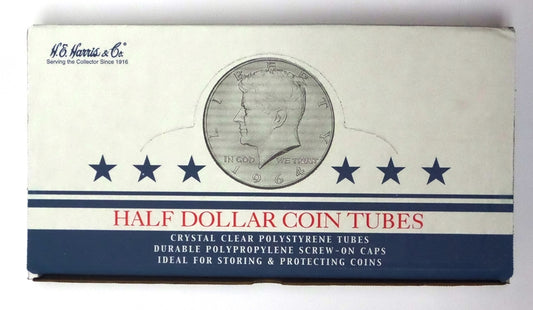 H.E. Harris & Co.®
Serving the Collector Since 1916
LIBERTY
IN GOD WE TRUST
1964
HALF DOLLAR COIN TUBES
CRYSTAL CLEAR POLYSTYRENE TUBES
DURABLE POLYPROPYLENE SCREW-ON CAPS
IDEAL FOR STORING & PROTECTING COINS